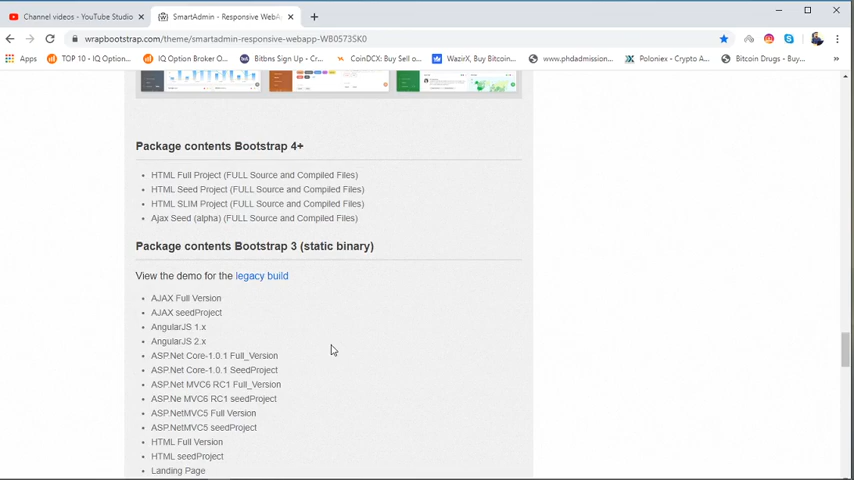 Channel videos - YouTube Studio
SmartAdmin - Responsive WebA
wrapbootstrap.com/theme/smartadmin-responsive-webapp-WB0573SK0
Apps
TOP 10 - IQ Option...
IQ Option Broker O...
Bitbns Sign Up - Cr...
CoinDCX: Buy Sell o...
WazirX, Buy Bitcoin...
www.phdadmission...
Poloniex - Crypto A...
Bitcoin Drugs - Buy...
Package contents Bootstrap 4+
HTML Full Project (FULL Source and Compiled Files)
HTML Seed Project (FULL Source and Compiled Files)
HTML SLIM Project (FULL Source and Compiled Files)
Ajax Seed (alpha) (FULL Source and Compiled Files)
Package contents Bootstrap 3 (static binary)
View the demo for the legacy build
AJAX Full Version
AJAX seedProject
AngularJS 1.x
AngularJS 2.x
ASP.Net Core-1.0.1 Full_Version
ASP.Net Core-1.0.1 SeedProject
ASP.Net MVC6 RC1 Full_Version
ASP.Ne MVC6 RC1 seedProject
ASP.NetMVC5 Full Version
ASP.NetMVC5 seedProject
HTML Full Version
HTML seedProject
Landing Page